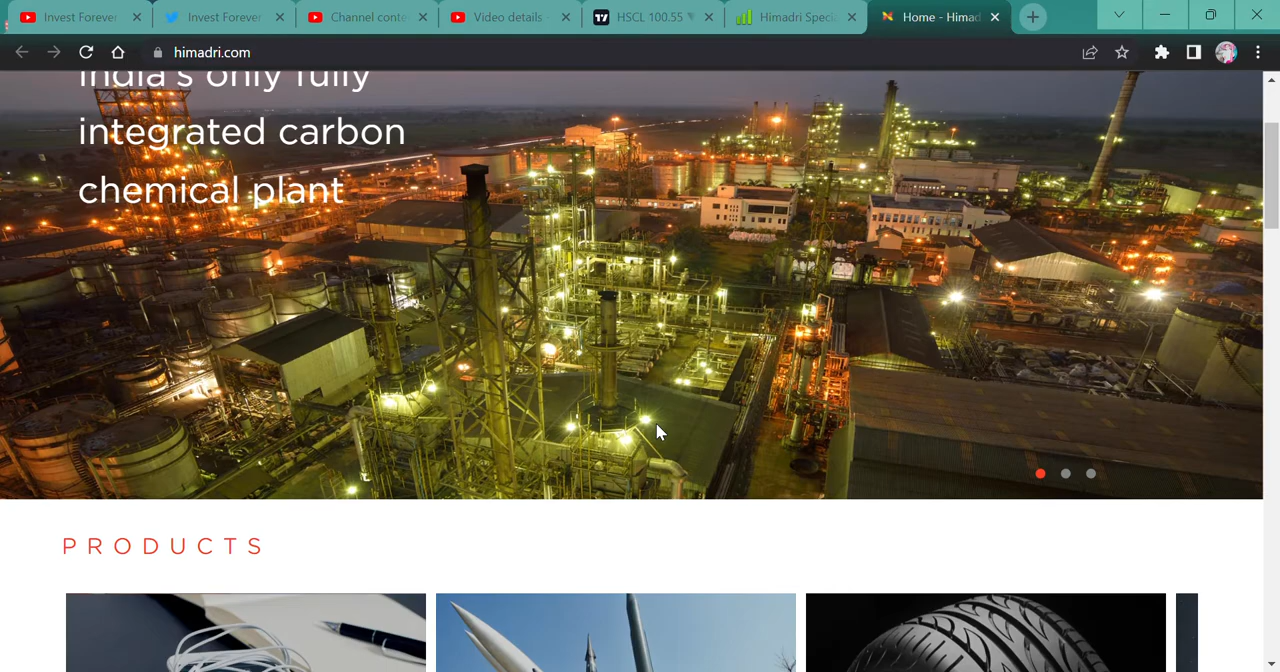 Invest Forever
Invest Forever
Channel conte
Video details -
HSCL 100.55
Himadri Speci
Home - Himad
himadri.com
India's only fully
integrated carbon
chemical plant
PRODUCTS